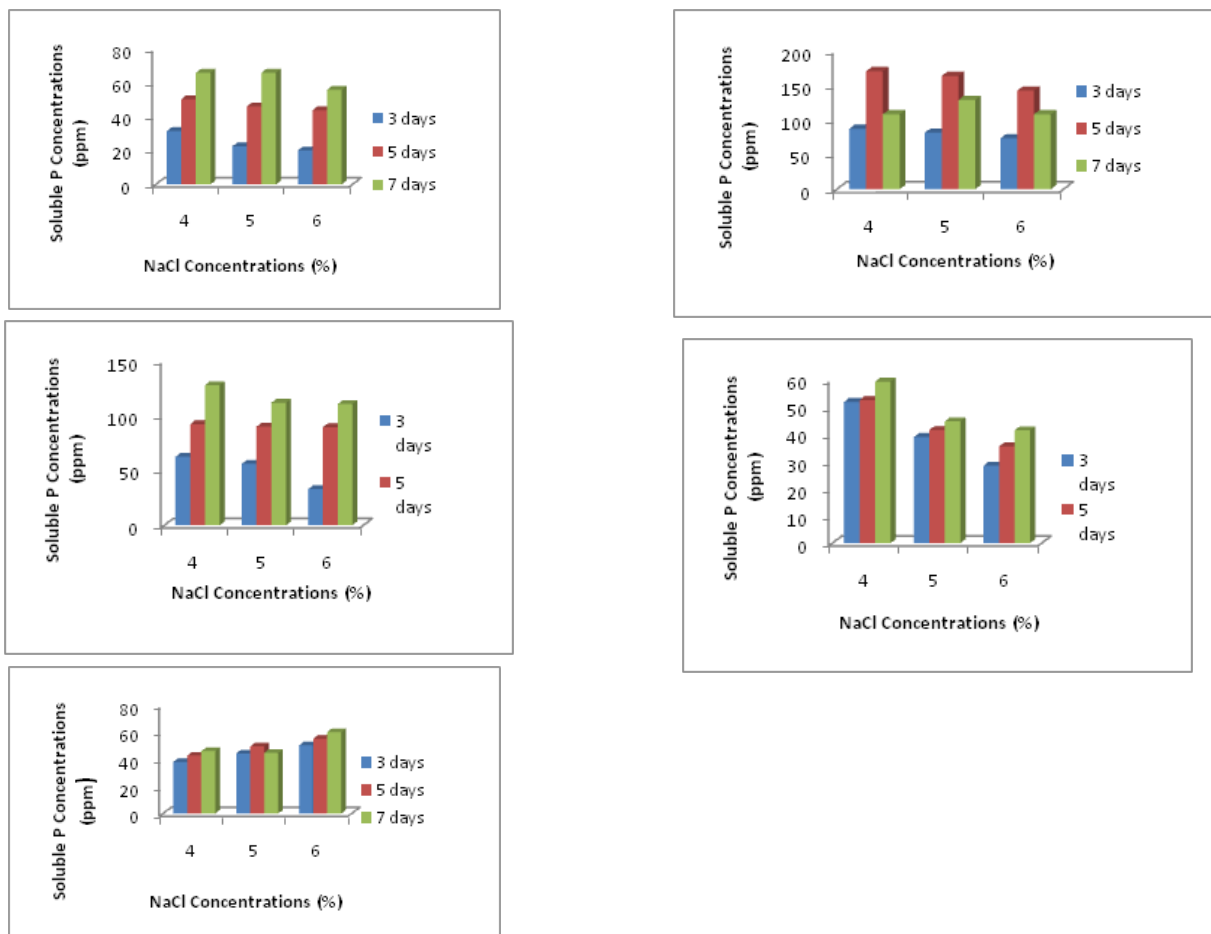 80
60
40
20
0
Soluble P Concentrations
(ppm)
4
5
6
NaCl Concentrations (%)
3 days
5 days
7 days
200
150
100
50
0
Soluble P Concentrations
(ppm)
4
5
6
NaCl Concentrations (%)
3 days
5 days
7 days
150
100
50
0
Soluble P Concentrations
(ppm)
4
5
6
NaCl Concentrations (%)
3
days
5
days
60
50
40
30
20
10
0
Soluble P Concentrations
(ppm)
4
5
6
NaCl Concentrations (%)
3
days
5
days
80
60
40
20
0
Soluble P Concentrations
(ppm)
4
5
6
NaCl Concentrations (%)
3 days
5 days
7 days